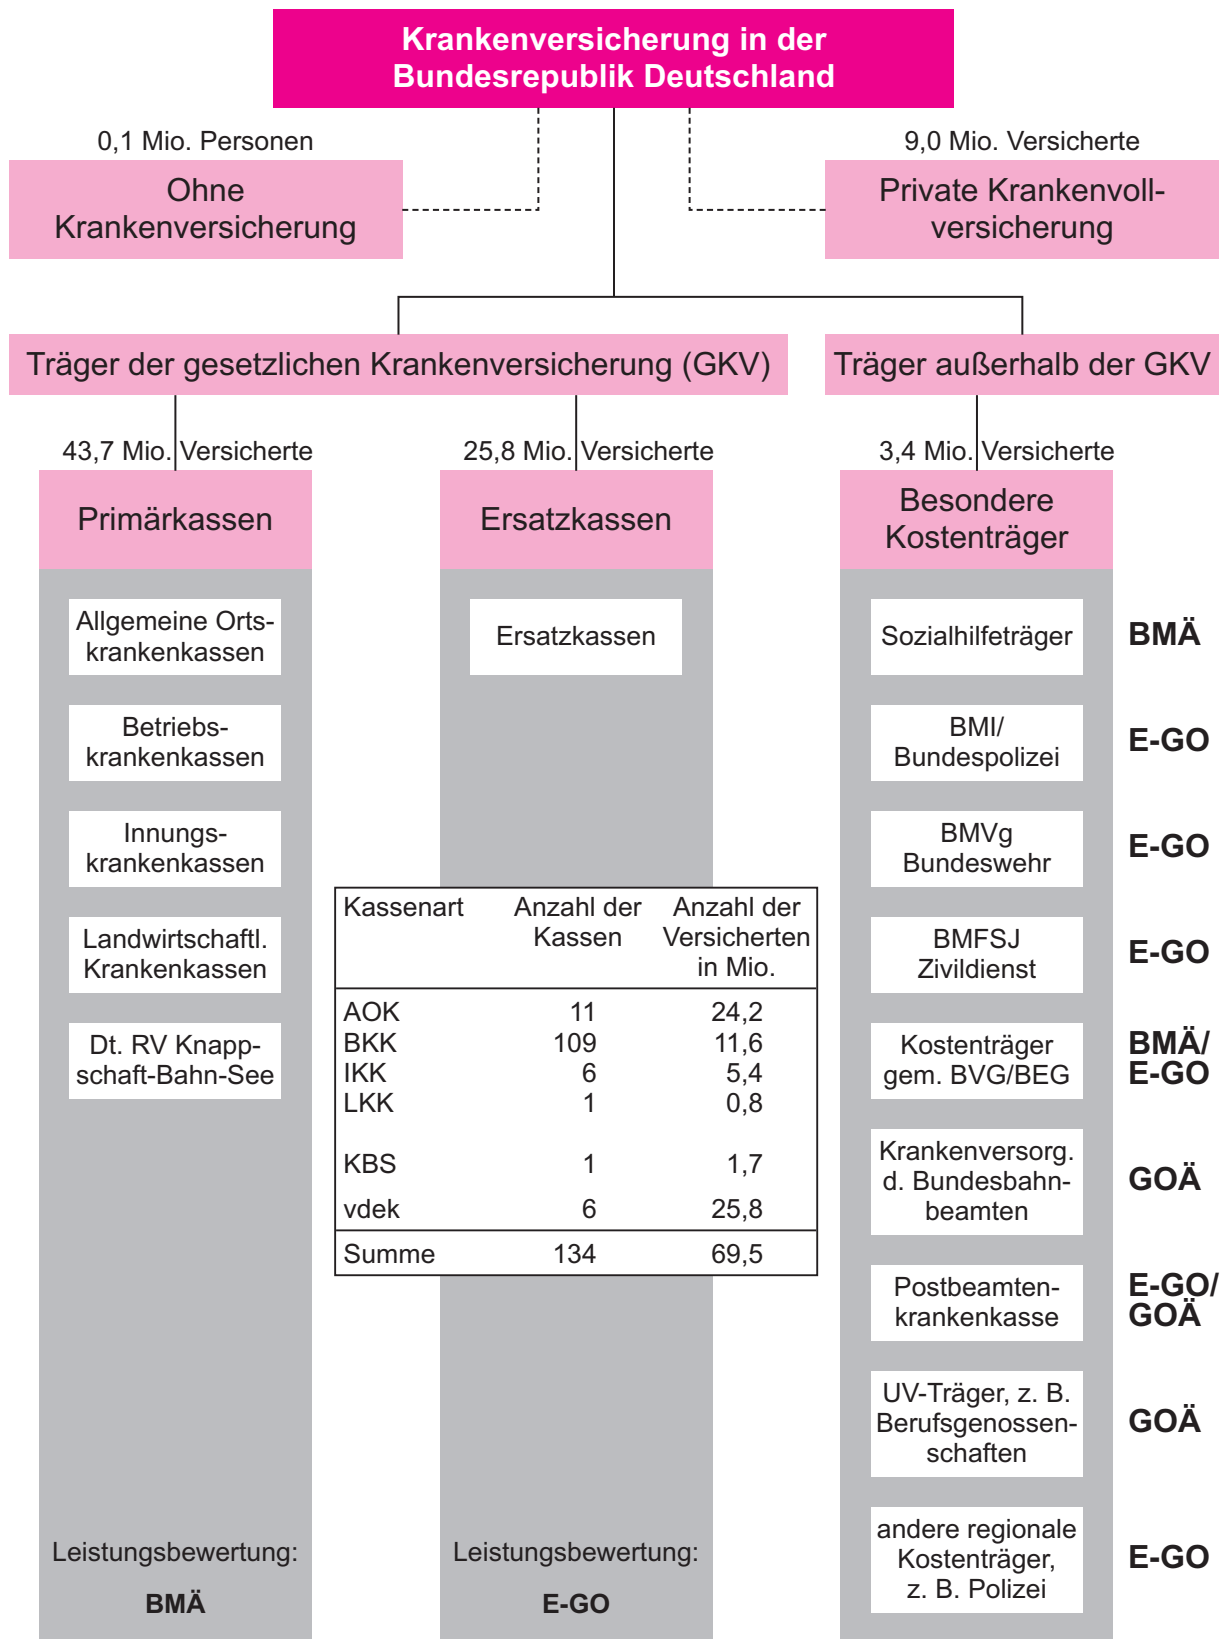 Krankenversicherung in der
Bundesrepublik Deutschland
0,1 Mio. Personen
Ohne
Krankenversicherung
9,0 Mio. Versicherte
Private Krankenvoll-
versicherung
Träger der gesetzlichen Krankenversicherung (GKV)
Träger außerhalb der GKV
43,7 Mio. Versicherte
Primärkassen
Allgemeine Orts-
krankenkassen
Betriebs-
krankenkassen
Innungs-
krankenkassen
Landwirtschaftl.
Krankenkassen
Dt. RV Knapp-
schaft-Bahn-See
Leistungsbewertung:
BMÄ
25,8 Mio. Versicherte
Ersatzkassen
Ersatzkassen
Kassenart Anzahl der Anzahl der
Kassen Versicherten
in Mio.
AOK 11 24,2
BKK 109 11,6
IKK 6 5,4
LKK 1 0,8
KBS 1 1,7
vdek 6 25,8
Summe 134 69,5
Leistungsbewertung:
E-GO
3,4 Mio. Versicherte
Besondere
Kostenträger
Sozialhilfeträger
BMÄ
BMI/
Bundespolizei
E-GO
BMVg
Bundeswehr
E-GO
BMFSJ
Zivildienst
E-GO
Kostenträger
gem. BVG/BEG
BMÄ/
E-GO
Krankenversorg.
d. Bundesbahn-
beamten
GOÄ
Postbeamten-
krankenkasse
E-GO/
GOÄ
UV-Träger, z. B.
Berufsgenossen-
schaften
GOÄ
andere regionale
Kostenträger,
z. B. Polizei
E-GO